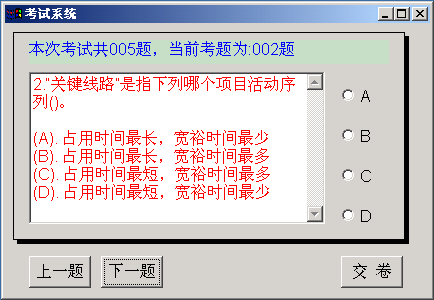 考试系统
本次考试共005题，当前考题为:002题
2."关键线路"是指下列哪个项目活动序
列()。
(A). 占用时间最长，宽裕时间最少
(B). 占用时间最长，宽裕时间最多
(C). 占用时间最短，宽裕时间最多
(D). 占用时间最短，宽裕时间最少
A
B
C
D
上一题 下一题 交 卷